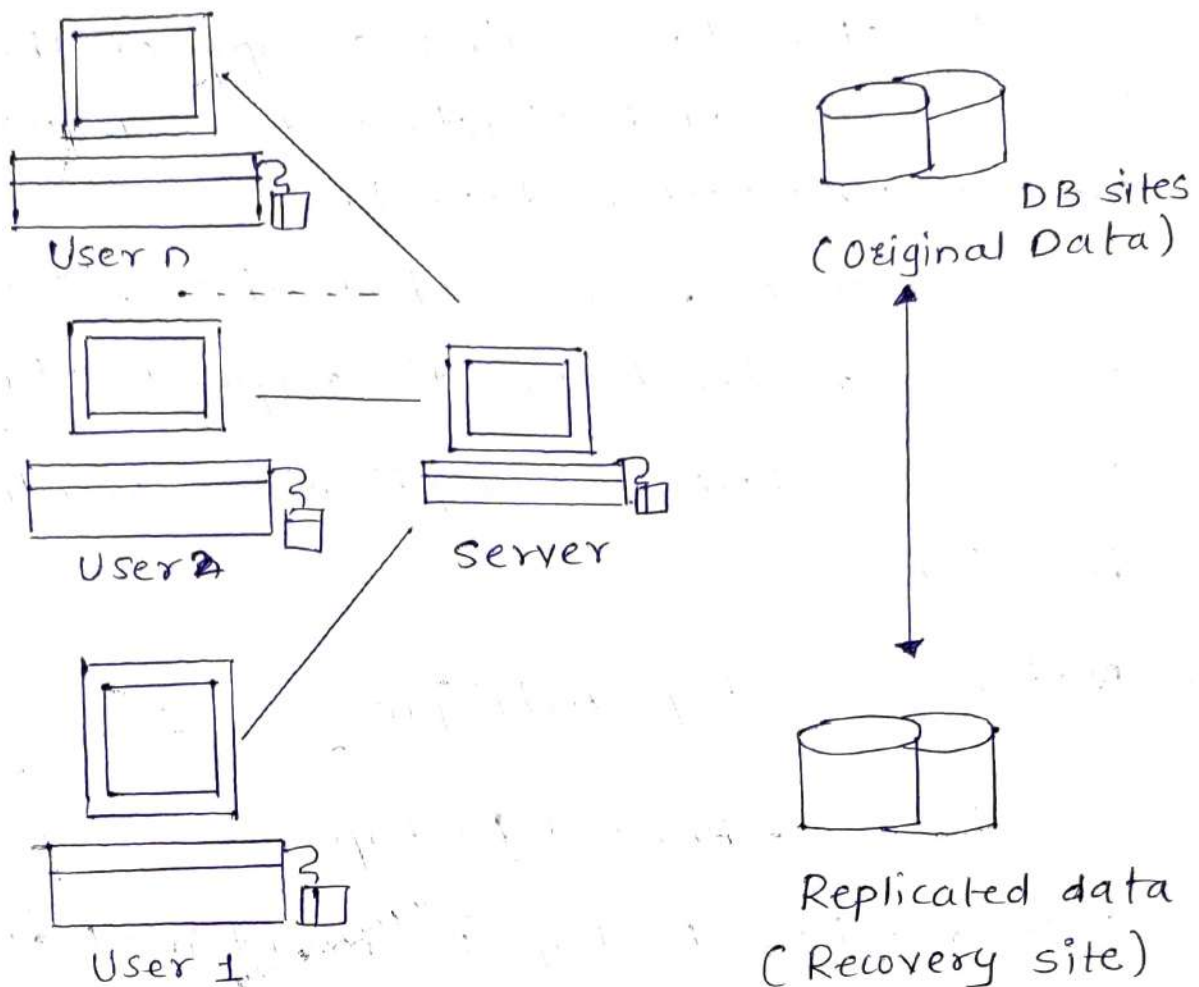 User n
DB sites
(Original Data)
User 2
Server
User 1
Replicated data
(Recovery site)